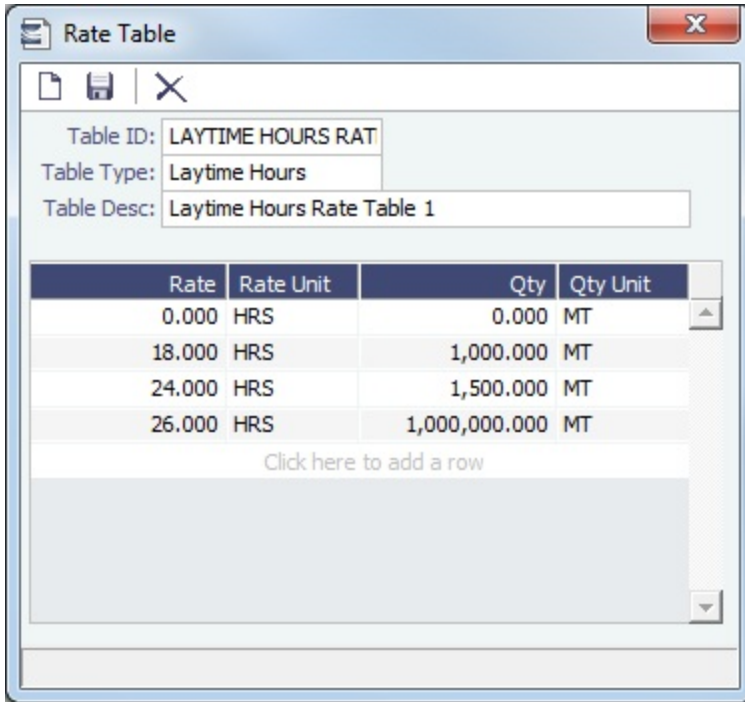 Rate Table
Table ID: LAYTIME HOURS RAT
Table Type: Laytime Hours
Table Desc: Laytime Hours Rate Table 1
Rate Rate Unit Qty Qty Unit
0.000 HRS 0.000 MT
18.000 HRS 1,000.000 MT
24.000 HRS 1,500.000 MT
26.000 HRS 1,000,000.000 MT
Click here to add a row